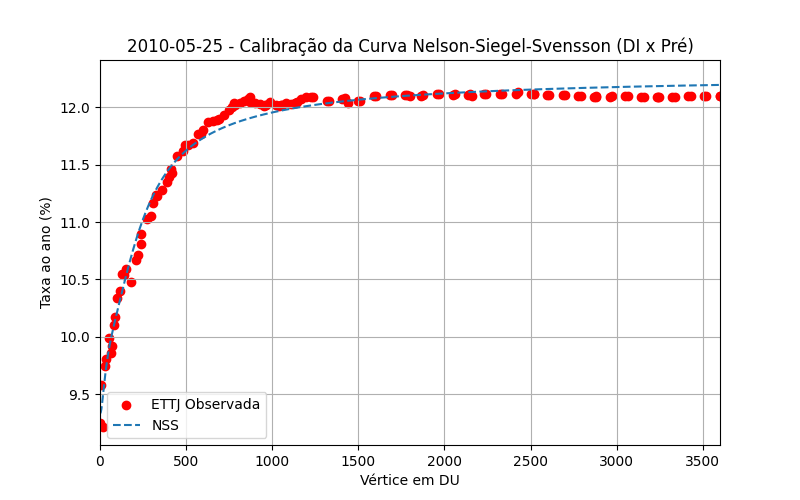 2010-05-25 - Calibração da Curva Nelson-Siegel-Svensson (DI x Pré)
Taxa ao ano (%)
12.0
11.5
11.0
10.5
10.0
9.5
ETTJ Observada
NSS
0 500 1000 1500 2000 2500 3000 3500
Vértice em DU